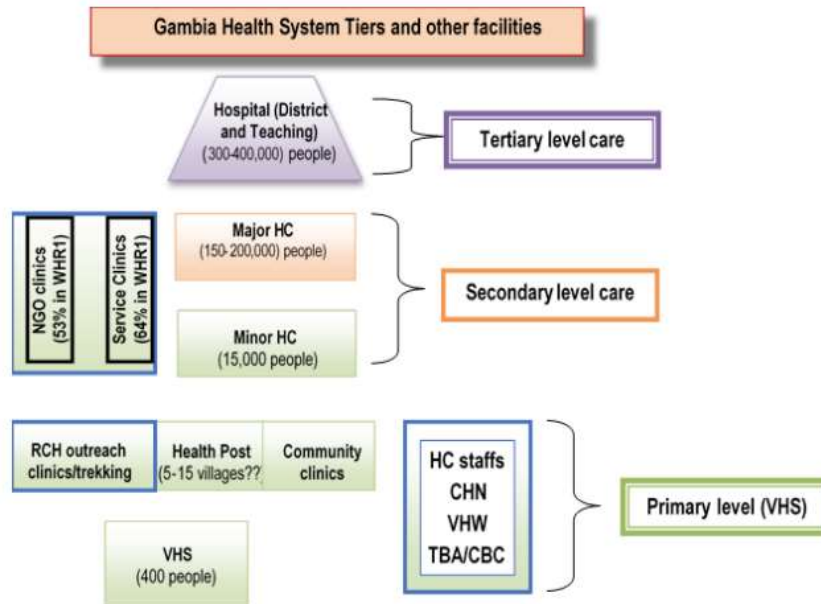 Gambia Health System Tiers and other facilities
Hospital (District
and Teaching)
(300-400,000) people)
Tertiary level care
NGO clinics
(53% in WHR1)
Service Clinics
(64% in WHR1)
Major HC
(150-200,000) people)
Minor HC
(15,000 people)
Secondary level care
RCH outreach
clinics/trekking
Health Post
(5-15 villages??)
Community
clinics
VHS
(400 people)
HC staffs
CHN
VHW
TBA/CBC
Primary level (VHS)